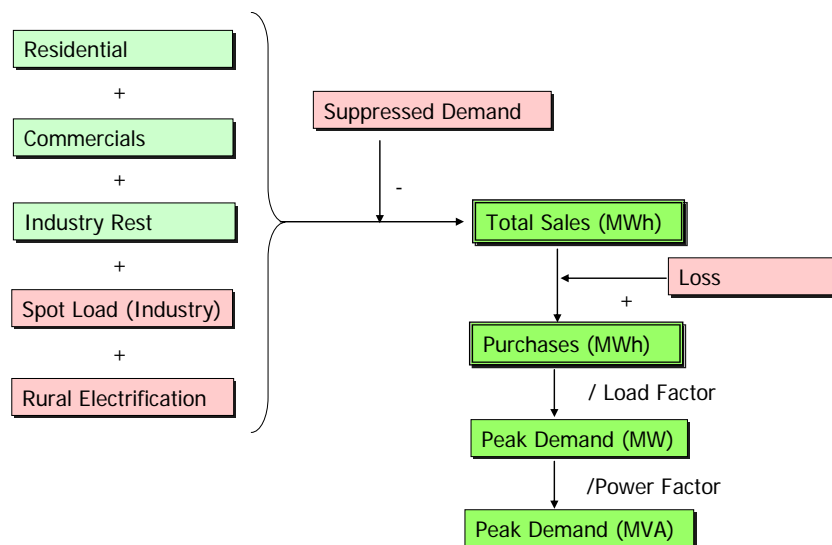 Residential
+
Commercials
+
Industry Rest
+
Spot Load (Industry)
+
Rural Electrification
Suppressed Demand
-
Total Sales (MWh)
Loss
+
Purchases (MWh)
/ Load Factor
Peak Demand (MW)
/Power Factor
Peak Demand (MVA)